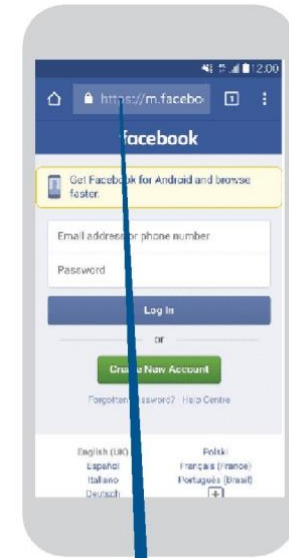 12:00
https://m.facebo
1
facebook
Get Facebook for Android and browse
faster.
Email address or phone number
Password
Log In
or
Create New Account
Forgotten password? Help Centre
English (UK) Polski
Español Français (France)
Italiano Português (Brasil)
Deutsch +